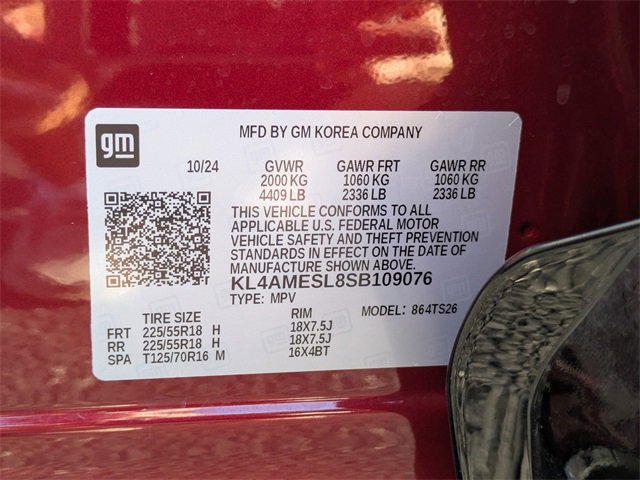 gm
MFD BY GM KOREA COMPANY
10/24 GVWR GAWR FRT GAWR RR
2000 KG 1060 KG 1060 KG
4409 LB 2336 LB 2336 LB
THIS VEHICLE CONFORMS TO ALL
APPLICABLE U.S. FEDERAL MOTOR
VEHICLE SAFETY AND THEFT PREVENTION
STANDARDS IN EFFECT ON THE DATE OF
MANUFACTURE SHOWN ABOVE.
KL4AMESL8SB109076
TYPE: MPV MODEL: 864TS26
TIRE SIZE RIM
FRT 225/55R18 H 18X7.5J
RR 225/55R18 H 18X7.5J
SPA T125/70R16 M 16X4BT